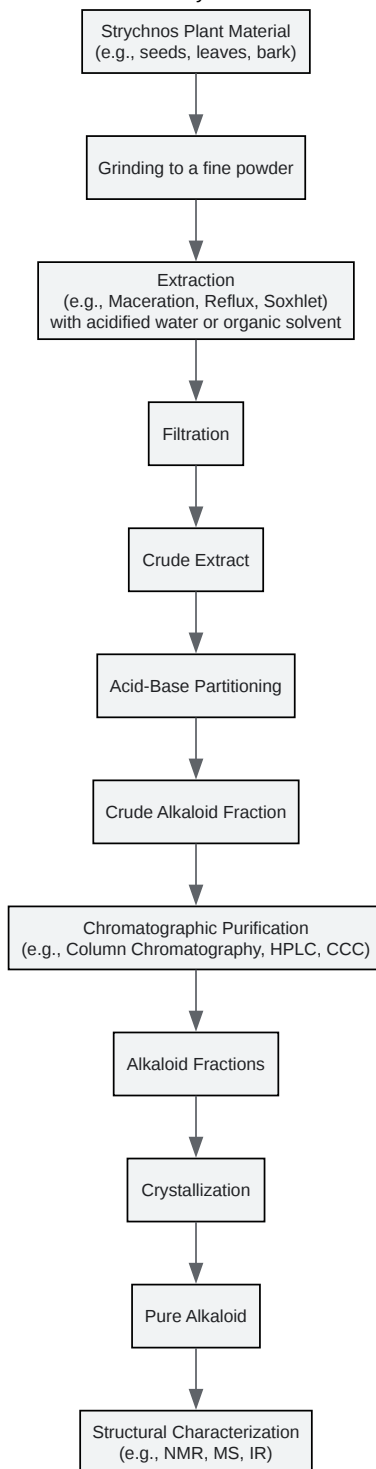 Strychnos Plant Material
(e.g., seeds, leaves, bark)
Grinding to a fine powder
Extraction
(e.g., Maceration, Reflux, Soxhlet)
with acidified water or organic solvent
Filtration
Crude Extract
Acid-Base Partitioning
Crude Alkaloid Fraction
Chromatographic Purification
(e.g., Column Chromatography, HPLC, CCC)
Alkaloid Fractions
Crystallization
Pure Alkaloid
Structural Characterization
(e.g., NMR, MS, IR)